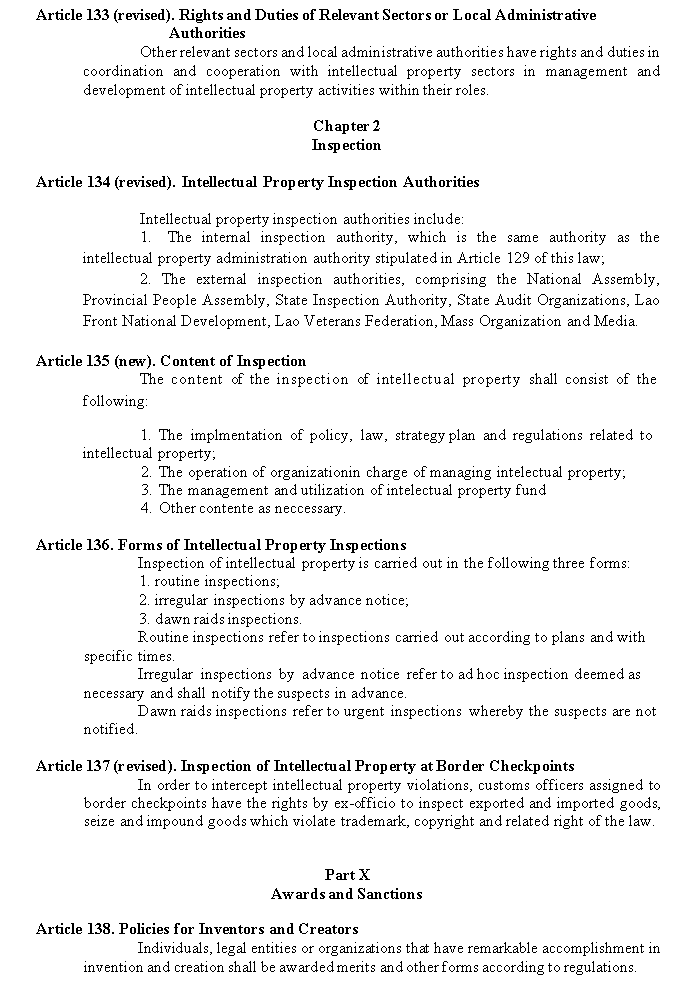 Article 133 (revised). Rights and Duties of Relevant Sectors or Local Administrative
Authorities
Other relevant sectors and local administrative authorities have rights and duties in
coordination and cooperation with intellectual property sectors in management and
development of intellectual property activities within their roles.
Chapter 2
Inspection
Article 134 (revised). Intellectual Property Inspection Authorities
Intellectual property inspection authorities include:
1. The internal inspection authority, which is the same authority as the
intellectual property administration authority stipulated in Article 129 of this law;
2. The external inspection authorities, comprising the National Assembly,
Provincial People Assembly, State Inspection Authority, State Audit Organizations, Lao
Front National Development, Lao Veterans Federation, Mass Organization and Media.
Article 135 (new). Content of Inspection
The content of the inspection of intellectual property shall consist of the
following:
1. The implmentation of policy, law, strategy plan and regulations related to
intellectual property;
2. The operation of organizationin charge of managing intelectual property;
3. The management and utilization of intelectual property fund
4. Other contente as neccessary.
Article 136. Forms of Intellectual Property Inspections
Inspection of intellectual property is carried out in the following three forms:
1. routine inspections;
2. irregular inspections by advance notice;
3. dawn raids inspections.
Routine inspections refer to inspections carried out according to plans and with
specific times.
Irregular inspections by advance notice refer to ad hoc inspection deemed as
necessary and shall notify the suspects in advance.
Dawn raids inspections refer to urgent inspections whereby the suspects are not
notified.
Article 137 (revised). Inspection of Intellectual Property at Border Checkpoints
In order to intercept intellectual property violations, customs officers assigned to
border checkpoints have the rights by ex-officio to inspect exported and imported goods,
seize and impound goods which violate trademark, copyright and related right of the law.
Part X
Awards and Sanctions
Article 138. Policies for Inventors and Creators
Individuals, legal entities or organizations that have remarkable accomplishment in
invention and creation shall be awarded merits and other forms according to regulations.